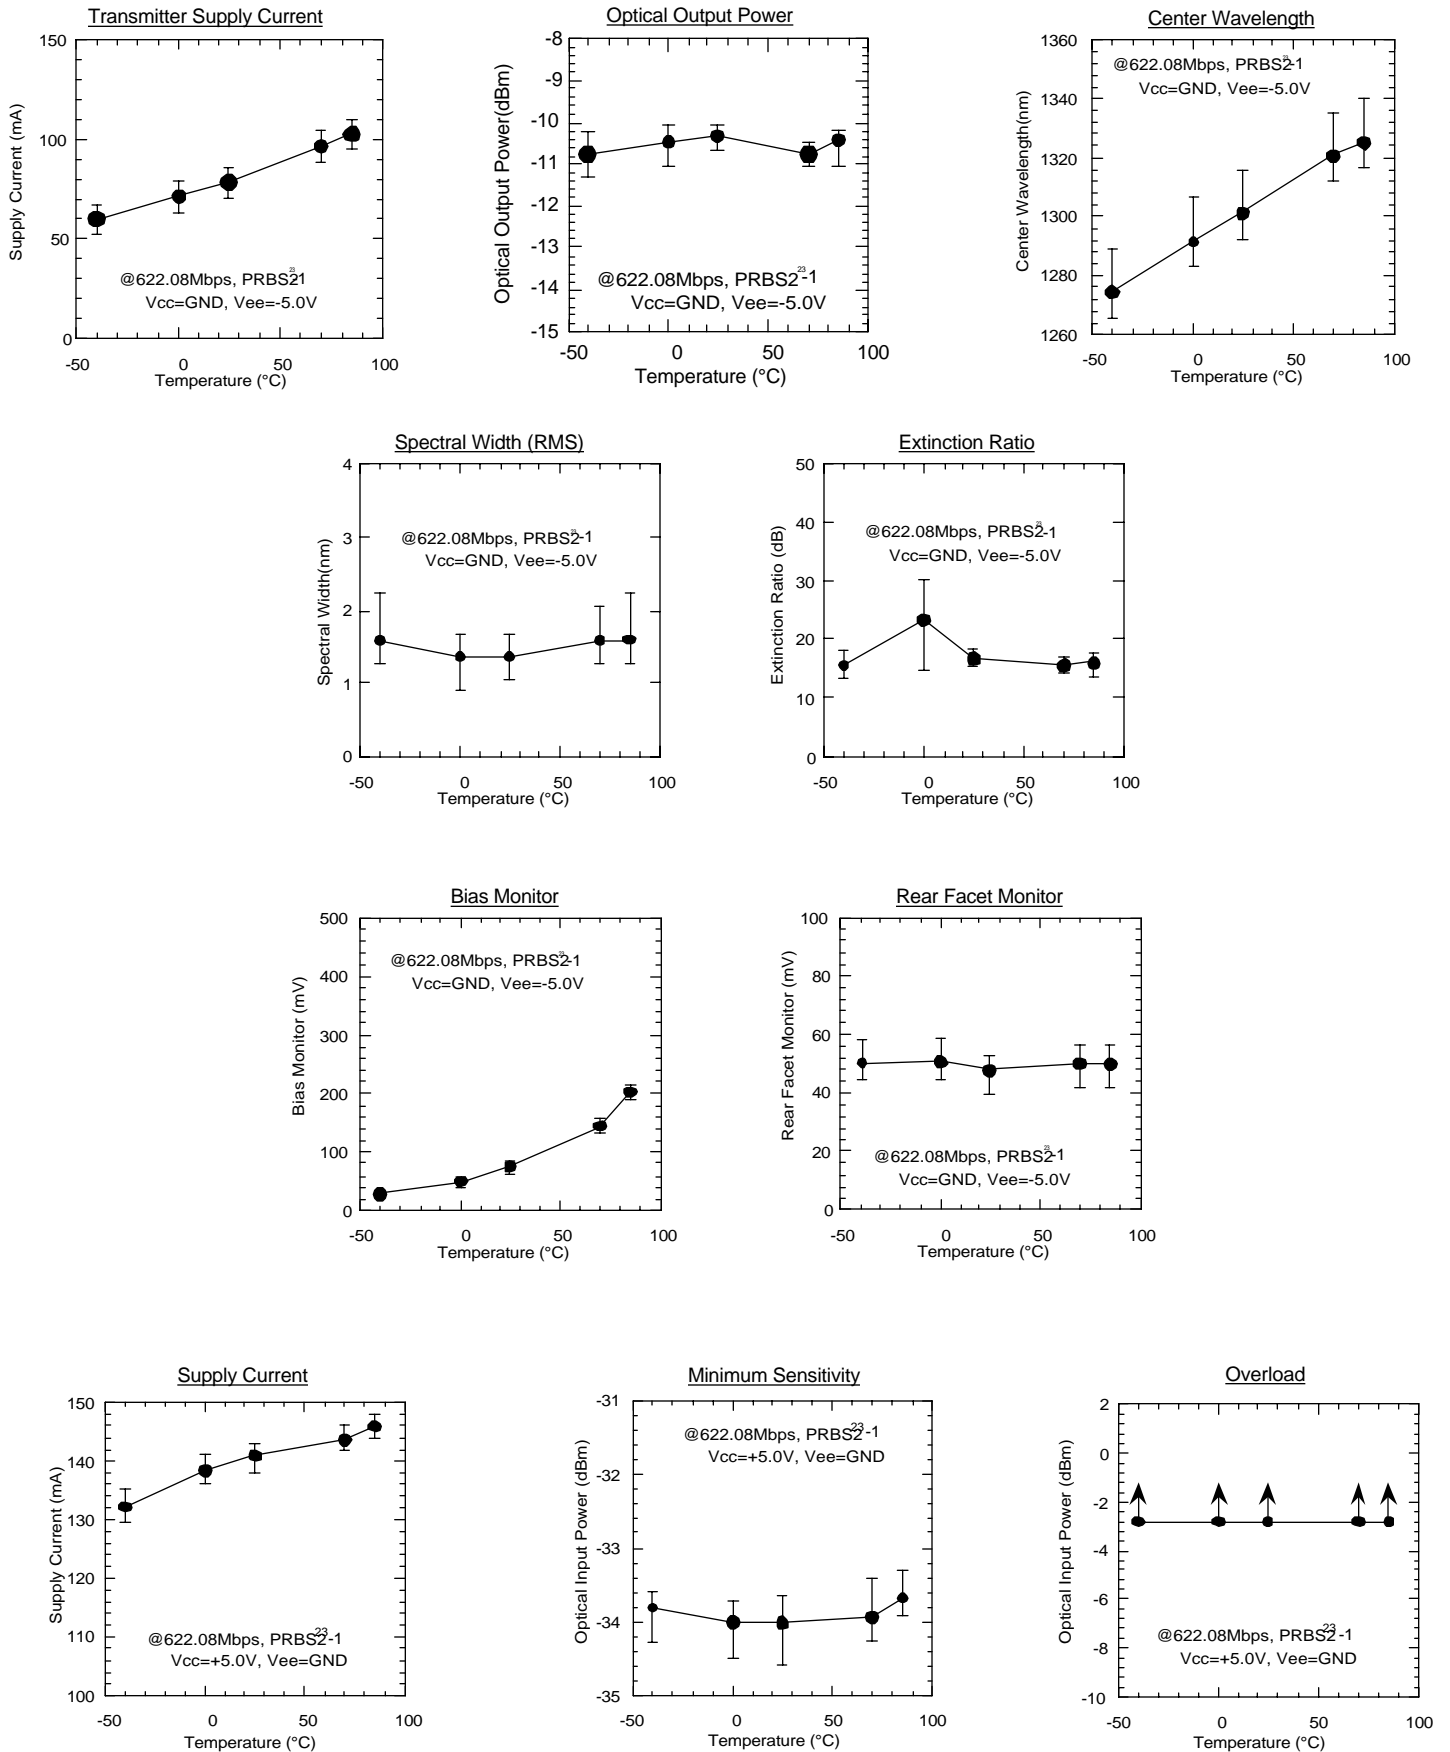 Transmitter Supply Current
150
100
50
0
-50
0
50
100
Supply Current (mA)
@622.08Mbps, PRBS2²³1
Vcc=GND, Vee=-5.0V
Temperature (°C)
Optical Output Power
-8
-9
-10
-11
-12
-13
-14
-15
-50
0
50
100
Optical Output Power(dBm)
@622.08Mbps, PRBS2²³-1
Vcc=GND, Vee=-5.0V
Temperature (°C)
Center Wavelength
1360
1340
1320
1300
1280
1260
-50
0
50
100
Center Wavelength(nm)
@622.08Mbps, PRBS2²³-1
Vcc=GND, Vee=-5.0V
Temperature (°C)
Spectral Width (RMS)
4
3
2
1
0
-50
0
50
100
Spectral Width(nm)
@622.08Mbps, PRBS2²³-1
Vcc=GND, Vee=-5.0V
Temperature (°C)
Extinction Ratio
50
40
30
20
10
0
-50
0
50
100
Extinction Ratio (dB)
@622.08Mbps, PRBS2²³-1
Vcc=GND, Vee=-5.0V
Temperature (°C)
Bias Monitor
500
400
300
200
100
0
-50
0
50
100
Bias Monitor (mV)
@622.08Mbps, PRBS2²³-1
Vcc=GND, Vee=-5.0V
Temperature (°C)
Rear Facet Monitor
100
80
60
40
20
0
-50
0
50
100
Rear Facet Monitor (mV)
@622.08Mbps, PRBS2²³-1
Vcc=GND, Vee=-5.0V
Temperature (°C)
Supply Current
150
140
130
120
110
100
-50
0
50
100
Supply Current (mA)
@622.08Mbps, PRBS2²³-1
Vcc=+5.0V, Vee=GND
Temperature (°C)
Minimum Sensitivity
-31
-32
-33
-34
-35
-50
0
50
100
Optical Input Power (dBm)
@622.08Mbps, PRBS2²³-1
Vcc=+5.0V, Vee=GND
Temperature (°C)
Overload
2
0
-2
-4
-6
-8
-10
-50
0
50
100
Optical Input Power (dBm)
@622.08Mbps, PRBS2²³-1
Vcc=+5.0V, Vee=GND
Temperature (°C)